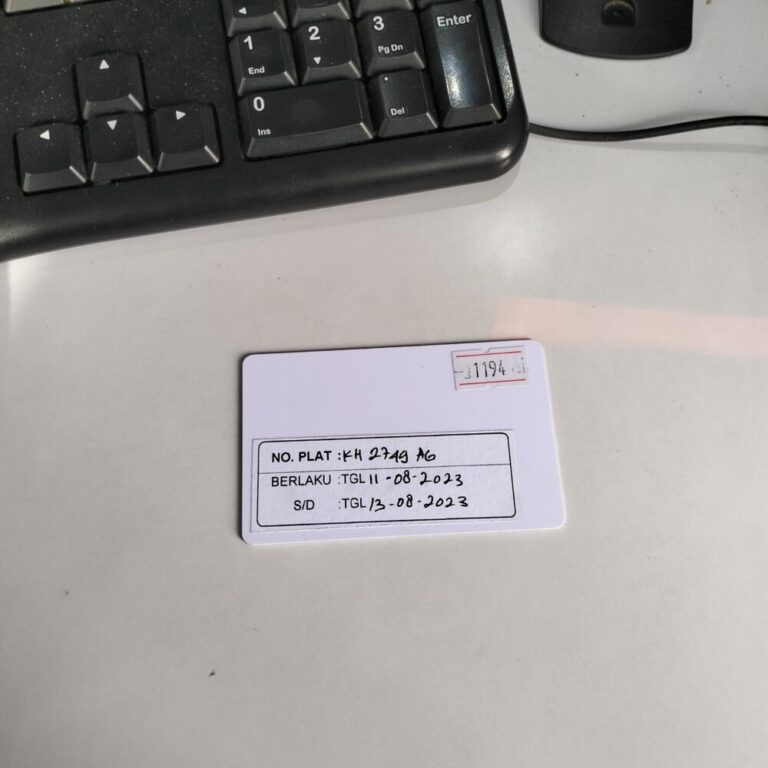 Enter
1
End
2
3
Pg Dn
0
Ins
.
Del
1194
NO. PLAT : KH 2749 AG
BERLAKU : TGL 11-08-2023
S/D : TGL 13-08-2023